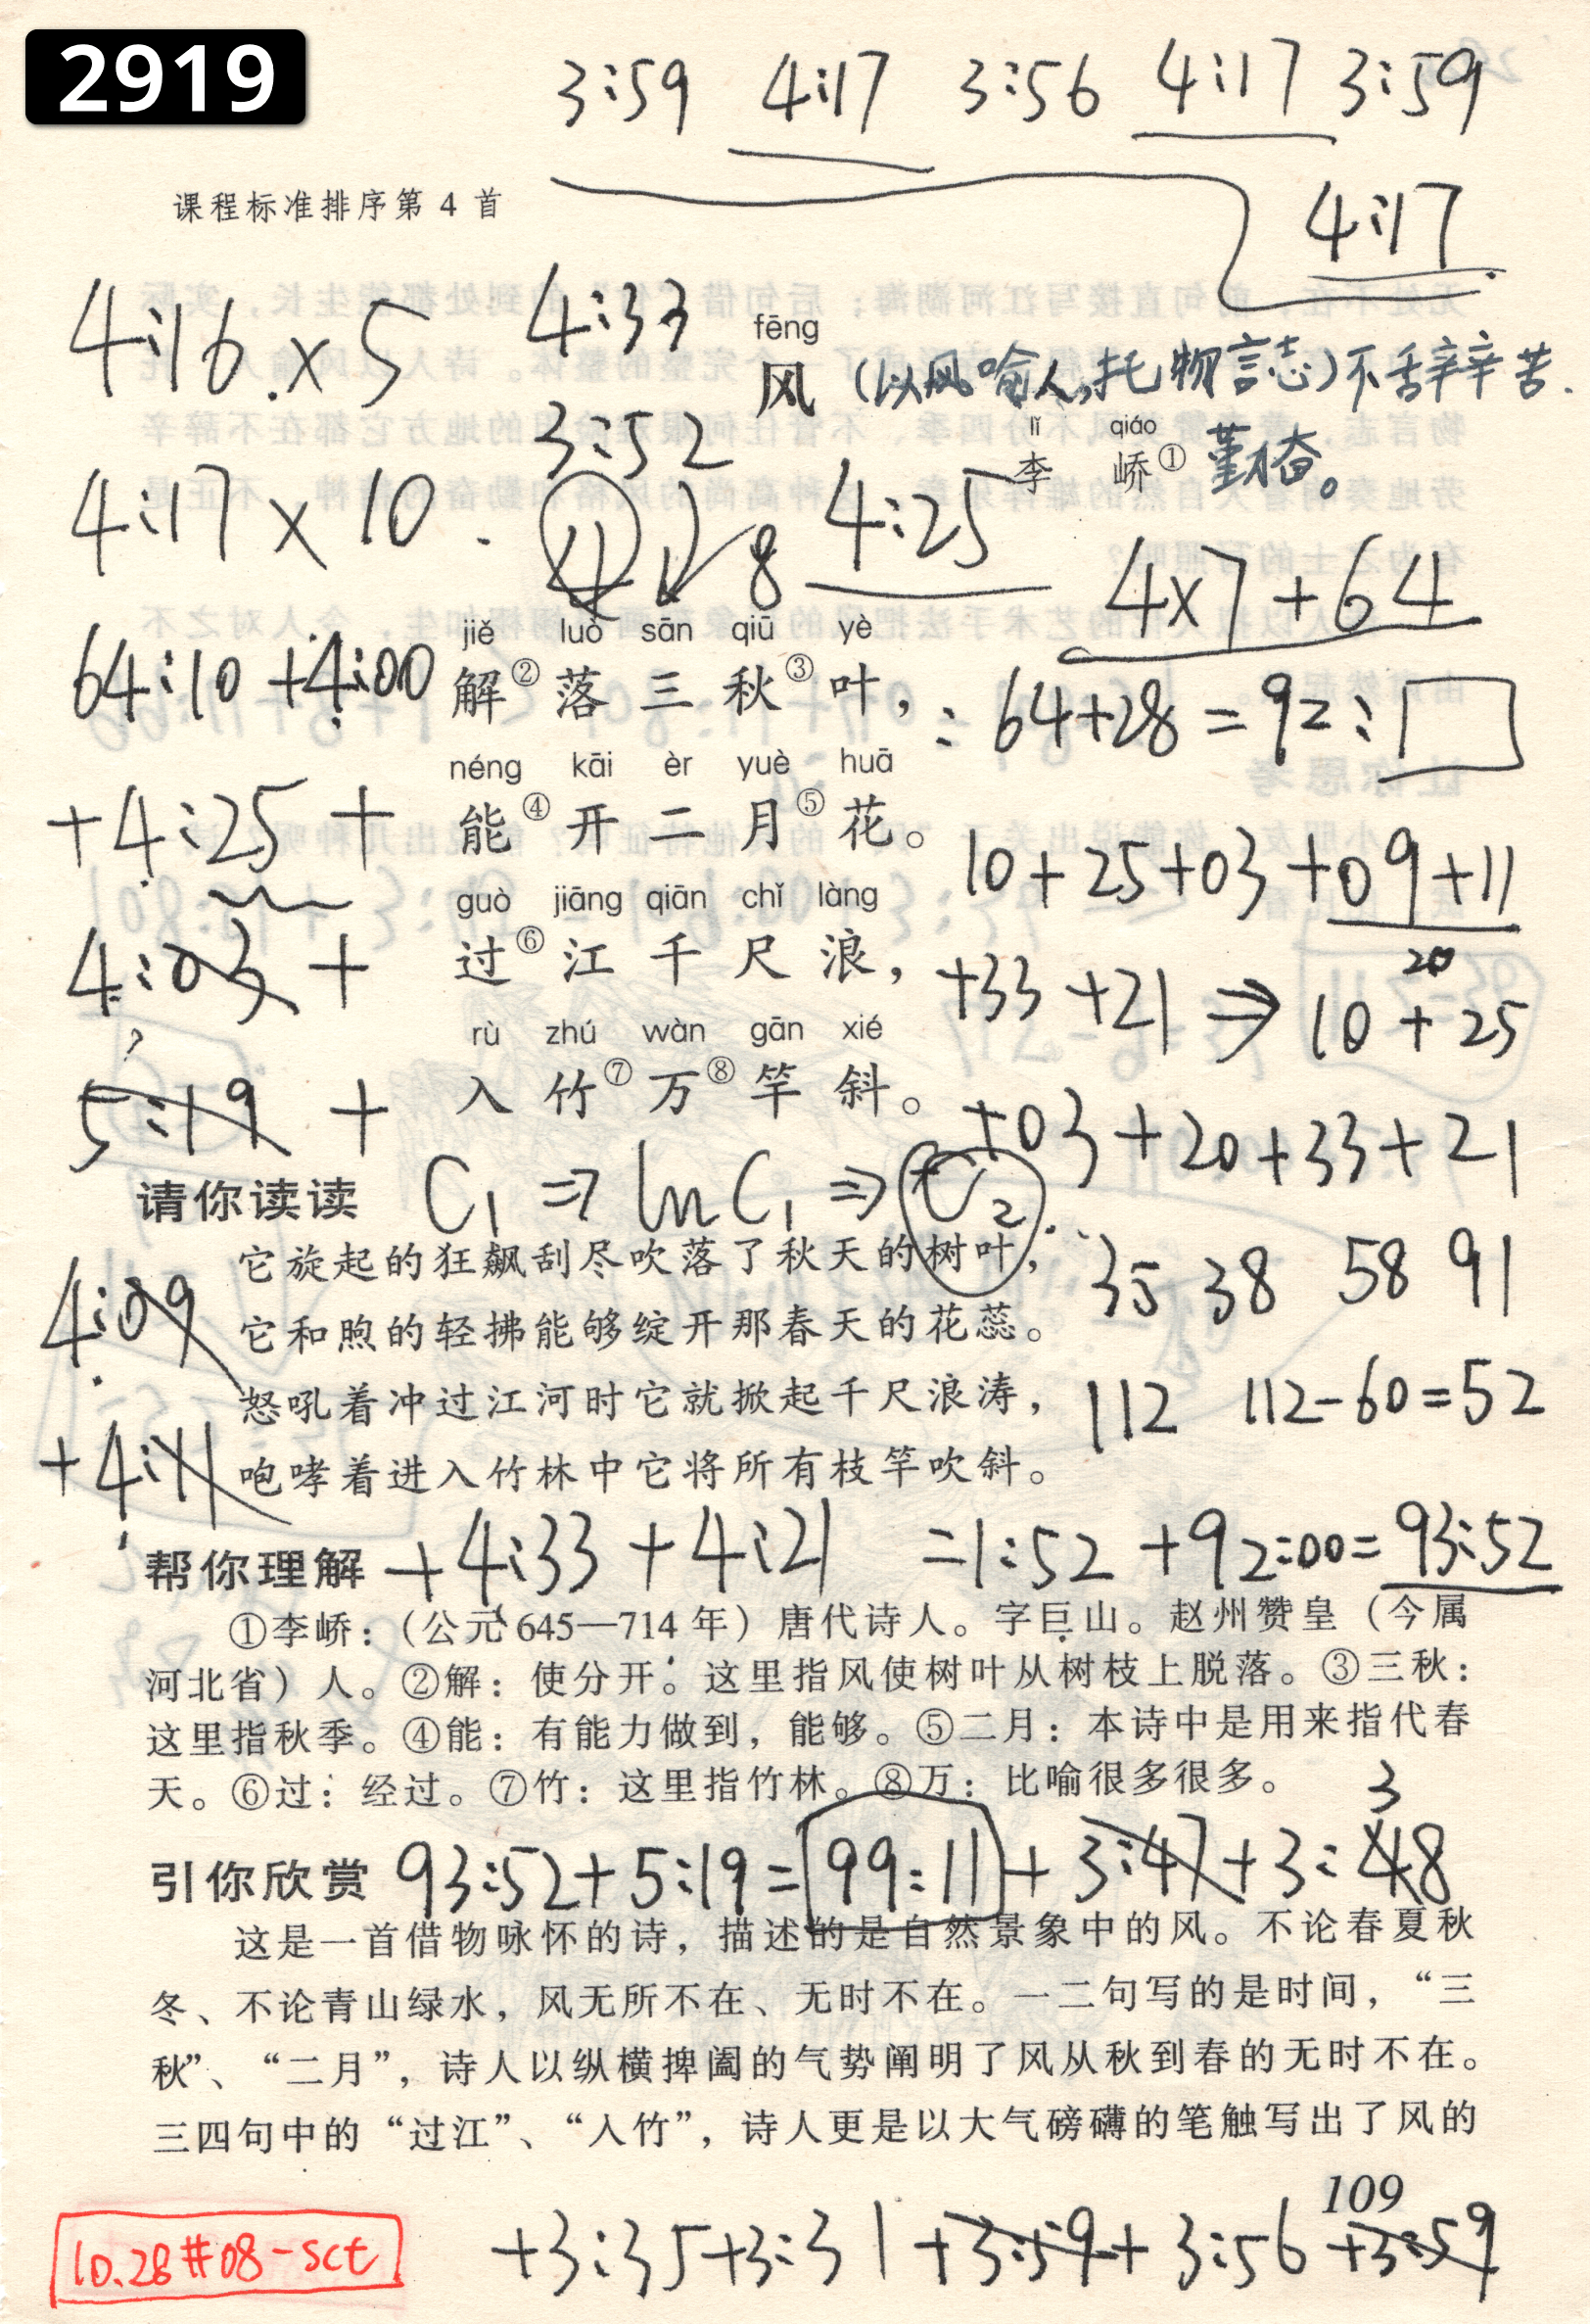 2919
3:59 4:17 3:56 4:17 3:59
4:17
课程标准排序第 4 首
4:16 × 5 4:33
fēng
风 (以风喻人,托物言志)不舌辛辛苦.
3:52
lǐ qiáo
李 峤① 勤奋。
4:17 × 10 4 8 4:25
4×7+64
jiě luò sān qiū yè
64:10 +4:00 解②落三秋③叶, : 64+28=92:□
néng kāi èr yuè huā
+4:25 + 能④开二月⑤花。 10+25+03+09+11
guò jiāng qiān chǐ làng
4:03 + 过⑥江千尺浪, +33+21⇒10+25
20
rù zhú wàn gān xié
5:19 + 入竹⑦万⑧竿斜。 +03+20+33+21
请你读读 C₁ ⇒ ln C₁ ⇒ C₂
它旋起的狂飙刮尽吹落了秋天的树叶; 35 38 58 91
4:09 它和煦的轻拂能够绽开那春天的花蕊。
怒吼着冲过江河时它就掀起千尺浪涛, 112 112-60=52
+4:11 咆哮着进入竹林中它将所有枝竿吹斜。
帮你理解 +4:33+4:21 =1:52+92:00=93:52
①李峤:(公元645—714年)唐代诗人。字巨山。赵州赞皇(今属
河北省)人。②解:使分开。这里指风使树叶从树枝上脱落。③三秋:
这里指秋季。④能:有能力做到,能够。⑤二月:本诗中是用来指代春
天。⑥过:经过。⑦竹:这里指竹林。⑧万:比喻很多很多。
3
引你欣赏 93:52+5:19=99:11+3:47+3:48
这是一首借物咏怀的诗,描述的是自然景象中的风。不论春夏秋
冬、不论青山绿水,风无所不在、无时不在。一二句写的是时间,“三
秋”、“二月”,诗人以纵横捭阖的气势阐明了风从秋到春的无时不在。
三四句中的“过江”、“入竹”,诗人更是以大气磅礴的笔触写出了风的
109
10.28#08-sct +3:35+3:31+3:59+3:56+3:59